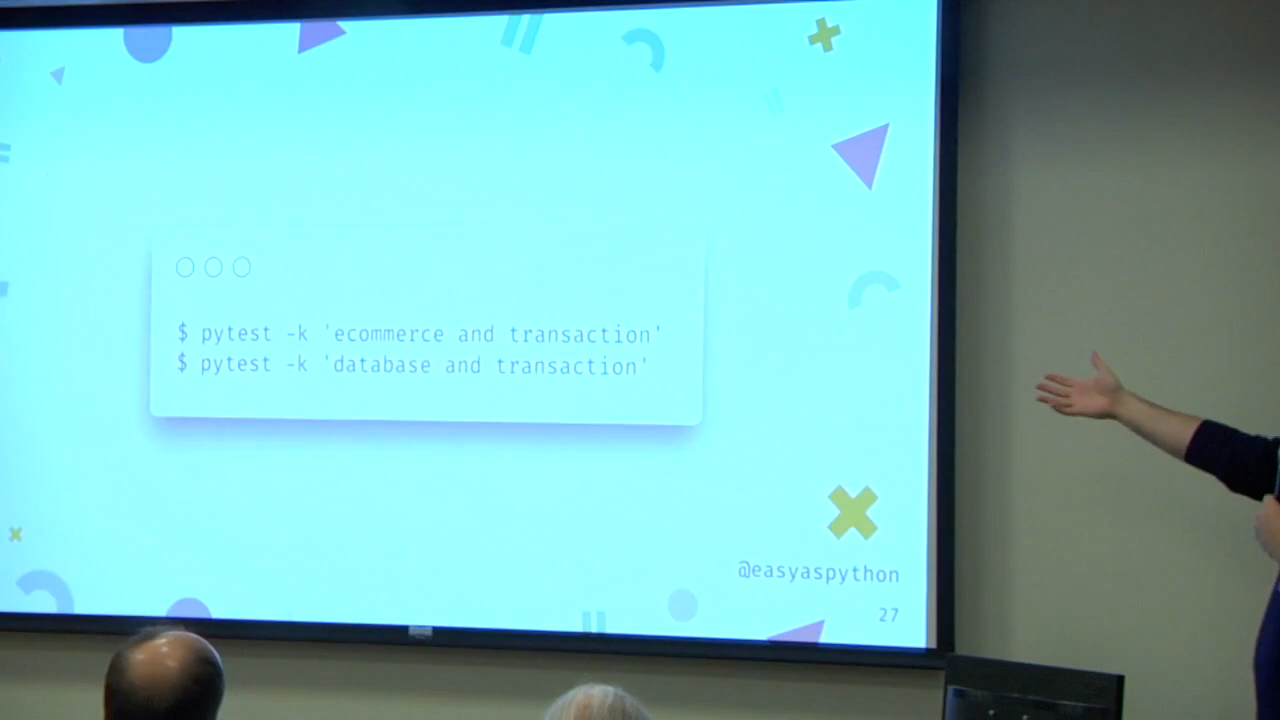 $ pytest -k 'ecommerce and transaction'
$ pytest -k 'database and transaction'
@easyaspython
27